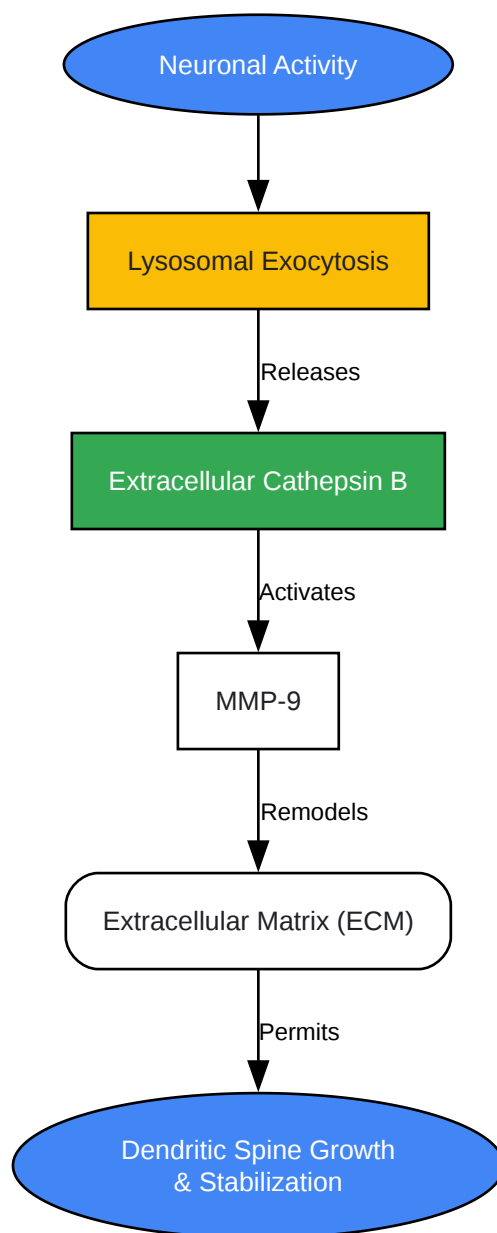 Neuronal Activity
Lysosomal Exocytosis
Releases
Extracellular Cathepsin B
Activates
MMP-9
Remodels
Extracellular Matrix (ECM)
Permits
Dendritic Spine Growth
& Stabilization